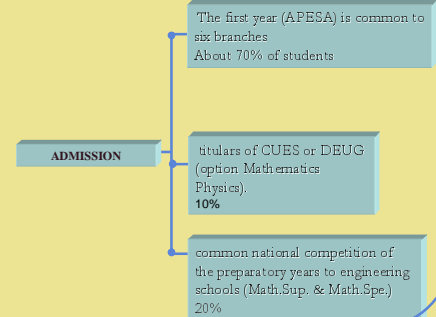 The first year (APESA) is common to
six branches
About 70% of students
ADMISSION
titulars of CUES or DEUG
(option Mathematics
Physics).
10%
common national competition of
the preparatory years to engineering
schools (Math.Sup. & Math.Spe.)
20%